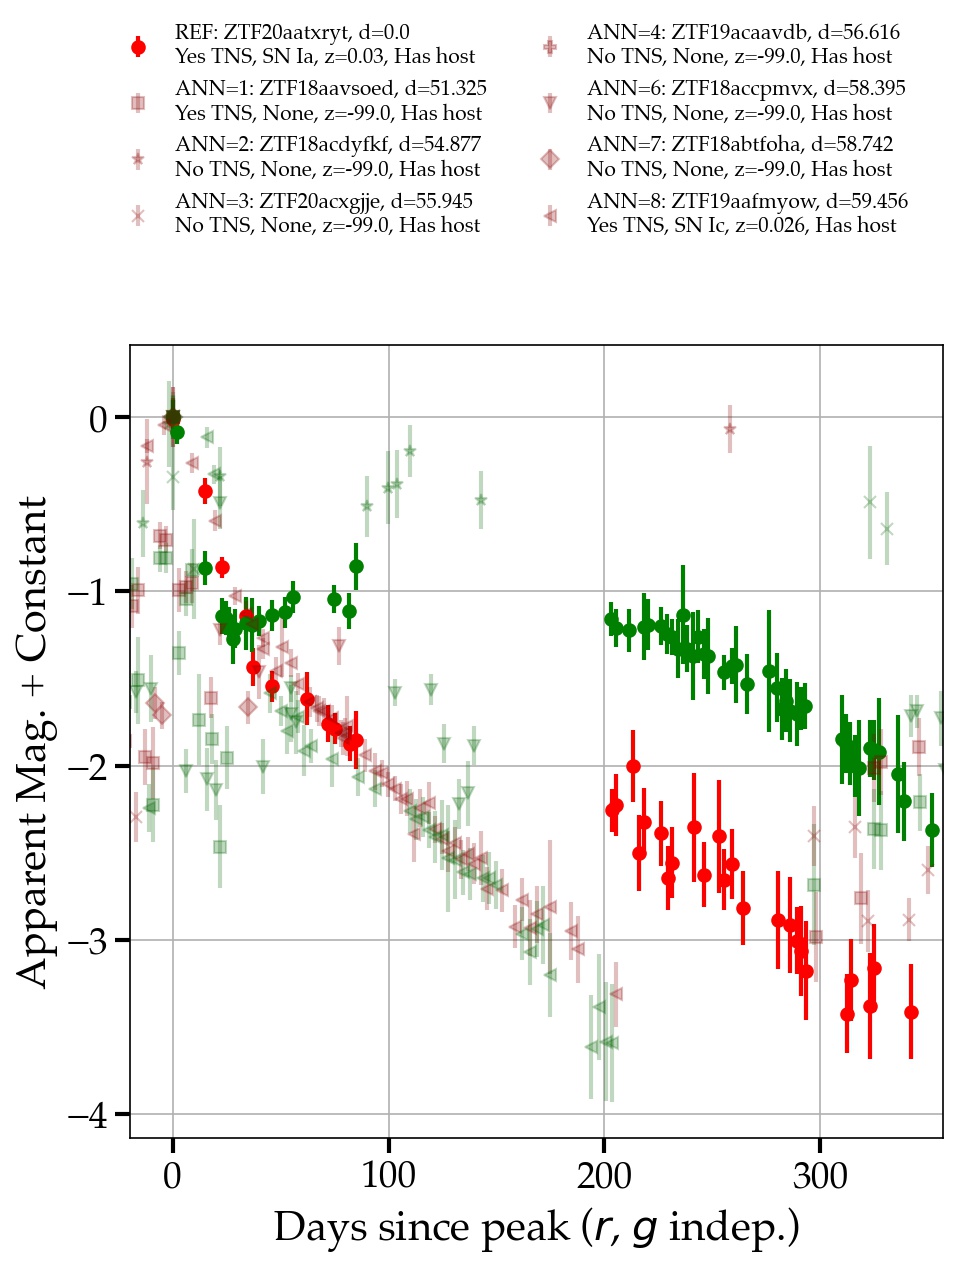 REF: ZTF20aatxryt, d=0.0
Yes TNS, SN Ia, z=0.03, Has host
ANN=1: ZTF18aavsoed, d=51.325
Yes TNS, None, z=-99.0, Has host
ANN=2: ZTF18acdyfkf, d=54.877
No TNS, None, z=-99.0, Has host
ANN=3: ZTF20acxgjje, d=55.945
No TNS, None, z=-99.0, Has host
ANN=4: ZTF19acaavdb, d=56.616
No TNS, None, z=-99.0, Has host
ANN=6: ZTF18accpmvx, d=58.395
No TNS, None, z=-99.0, Has host
ANN=7: ZTF18abtfoha, d=58.742
No TNS, None, z=-99.0, Has host
ANN=8: ZTF19aafmyow, d=59.456
Yes TNS, SN Ic, z=0.026, Has host
Apparent Mag. + Constant
0
−1
−2
−3
−4
0 100 200 300
Days since peak (r, g indep.)